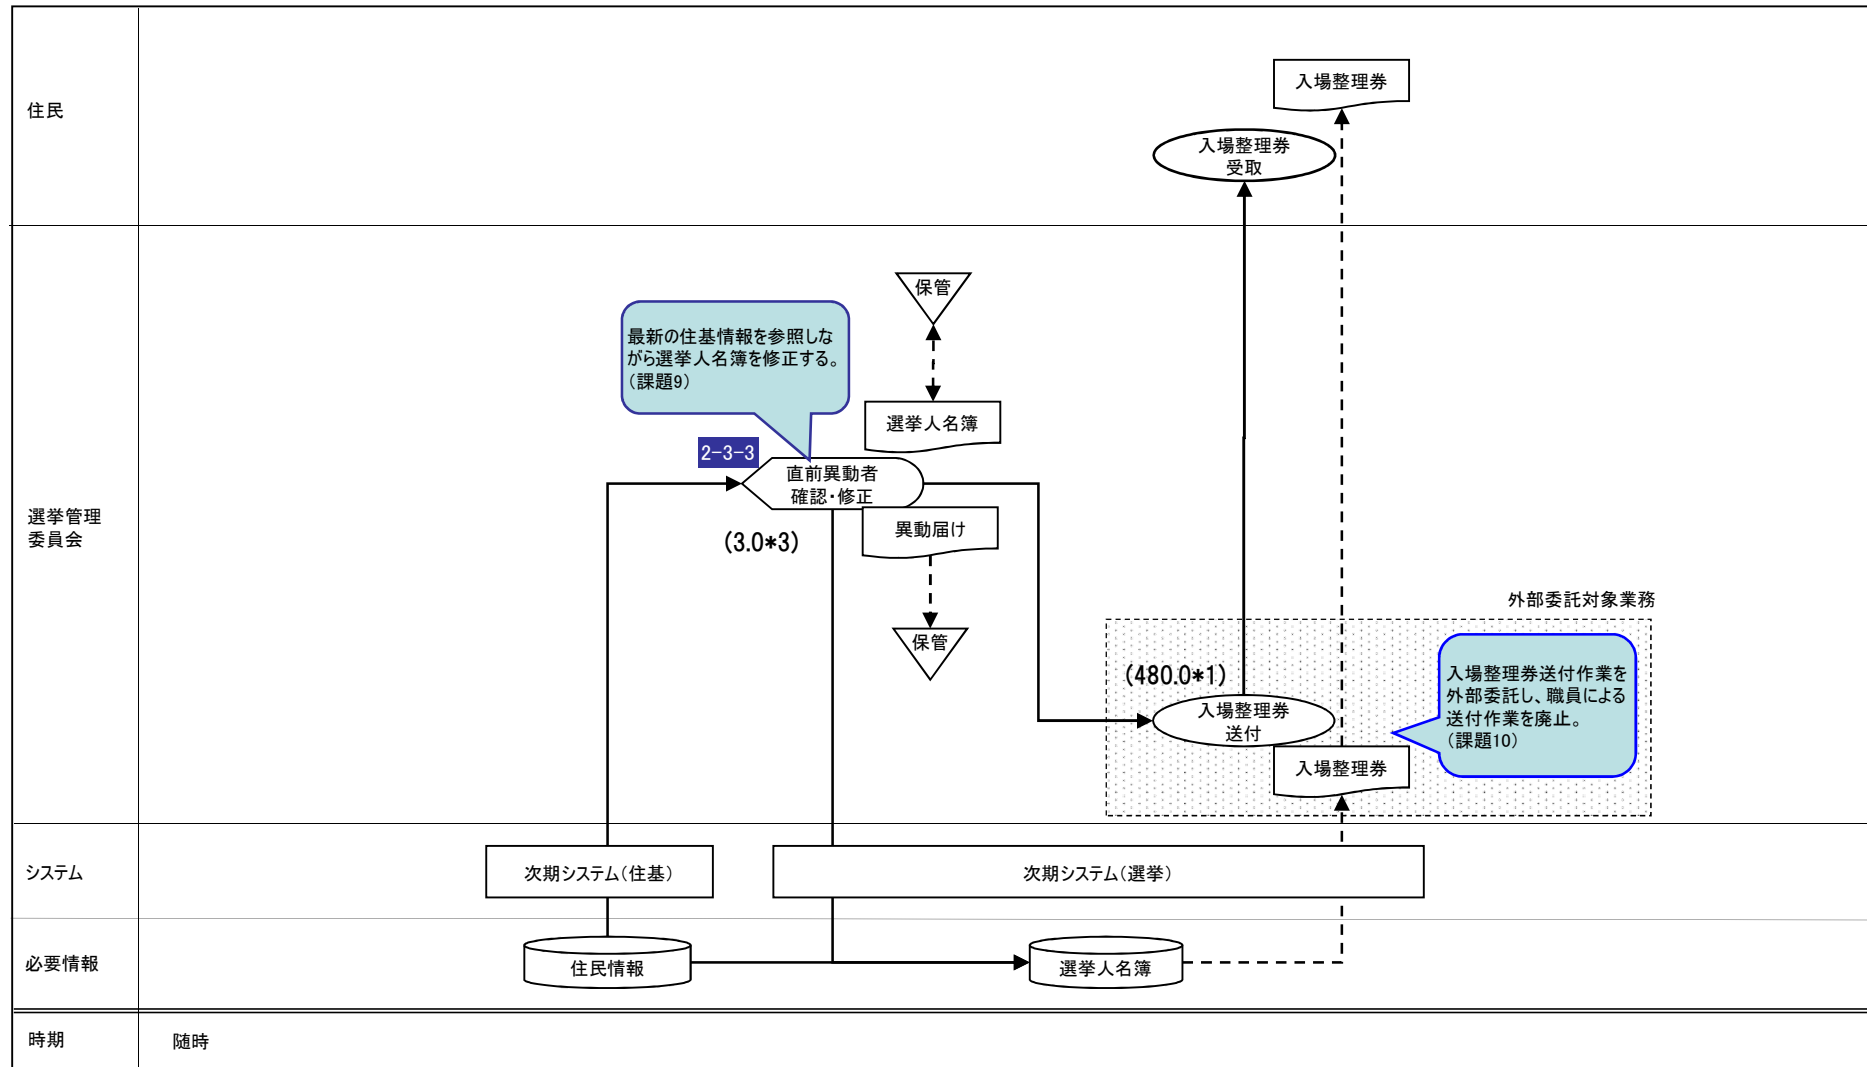 住民
入場整理券
入場整理券
受取
選挙管理
委員会
保管
最新の住基情報を参照しな
がら選挙人名簿を修正する。
（課題9）
選挙人名簿
2-3-3
直前異動者
確認・修正
異動届け
(3.0*3)
保管
外部委託対象業務
(480.0*1)
入場整理券
送付
入場整理券送付作業を
外部委託し、職員による
送付作業を廃止。
（課題10）
入場整理券
システム
次期システム（住基）
次期システム（選挙）
必要情報
住民情報
選挙人名簿
時期
随時